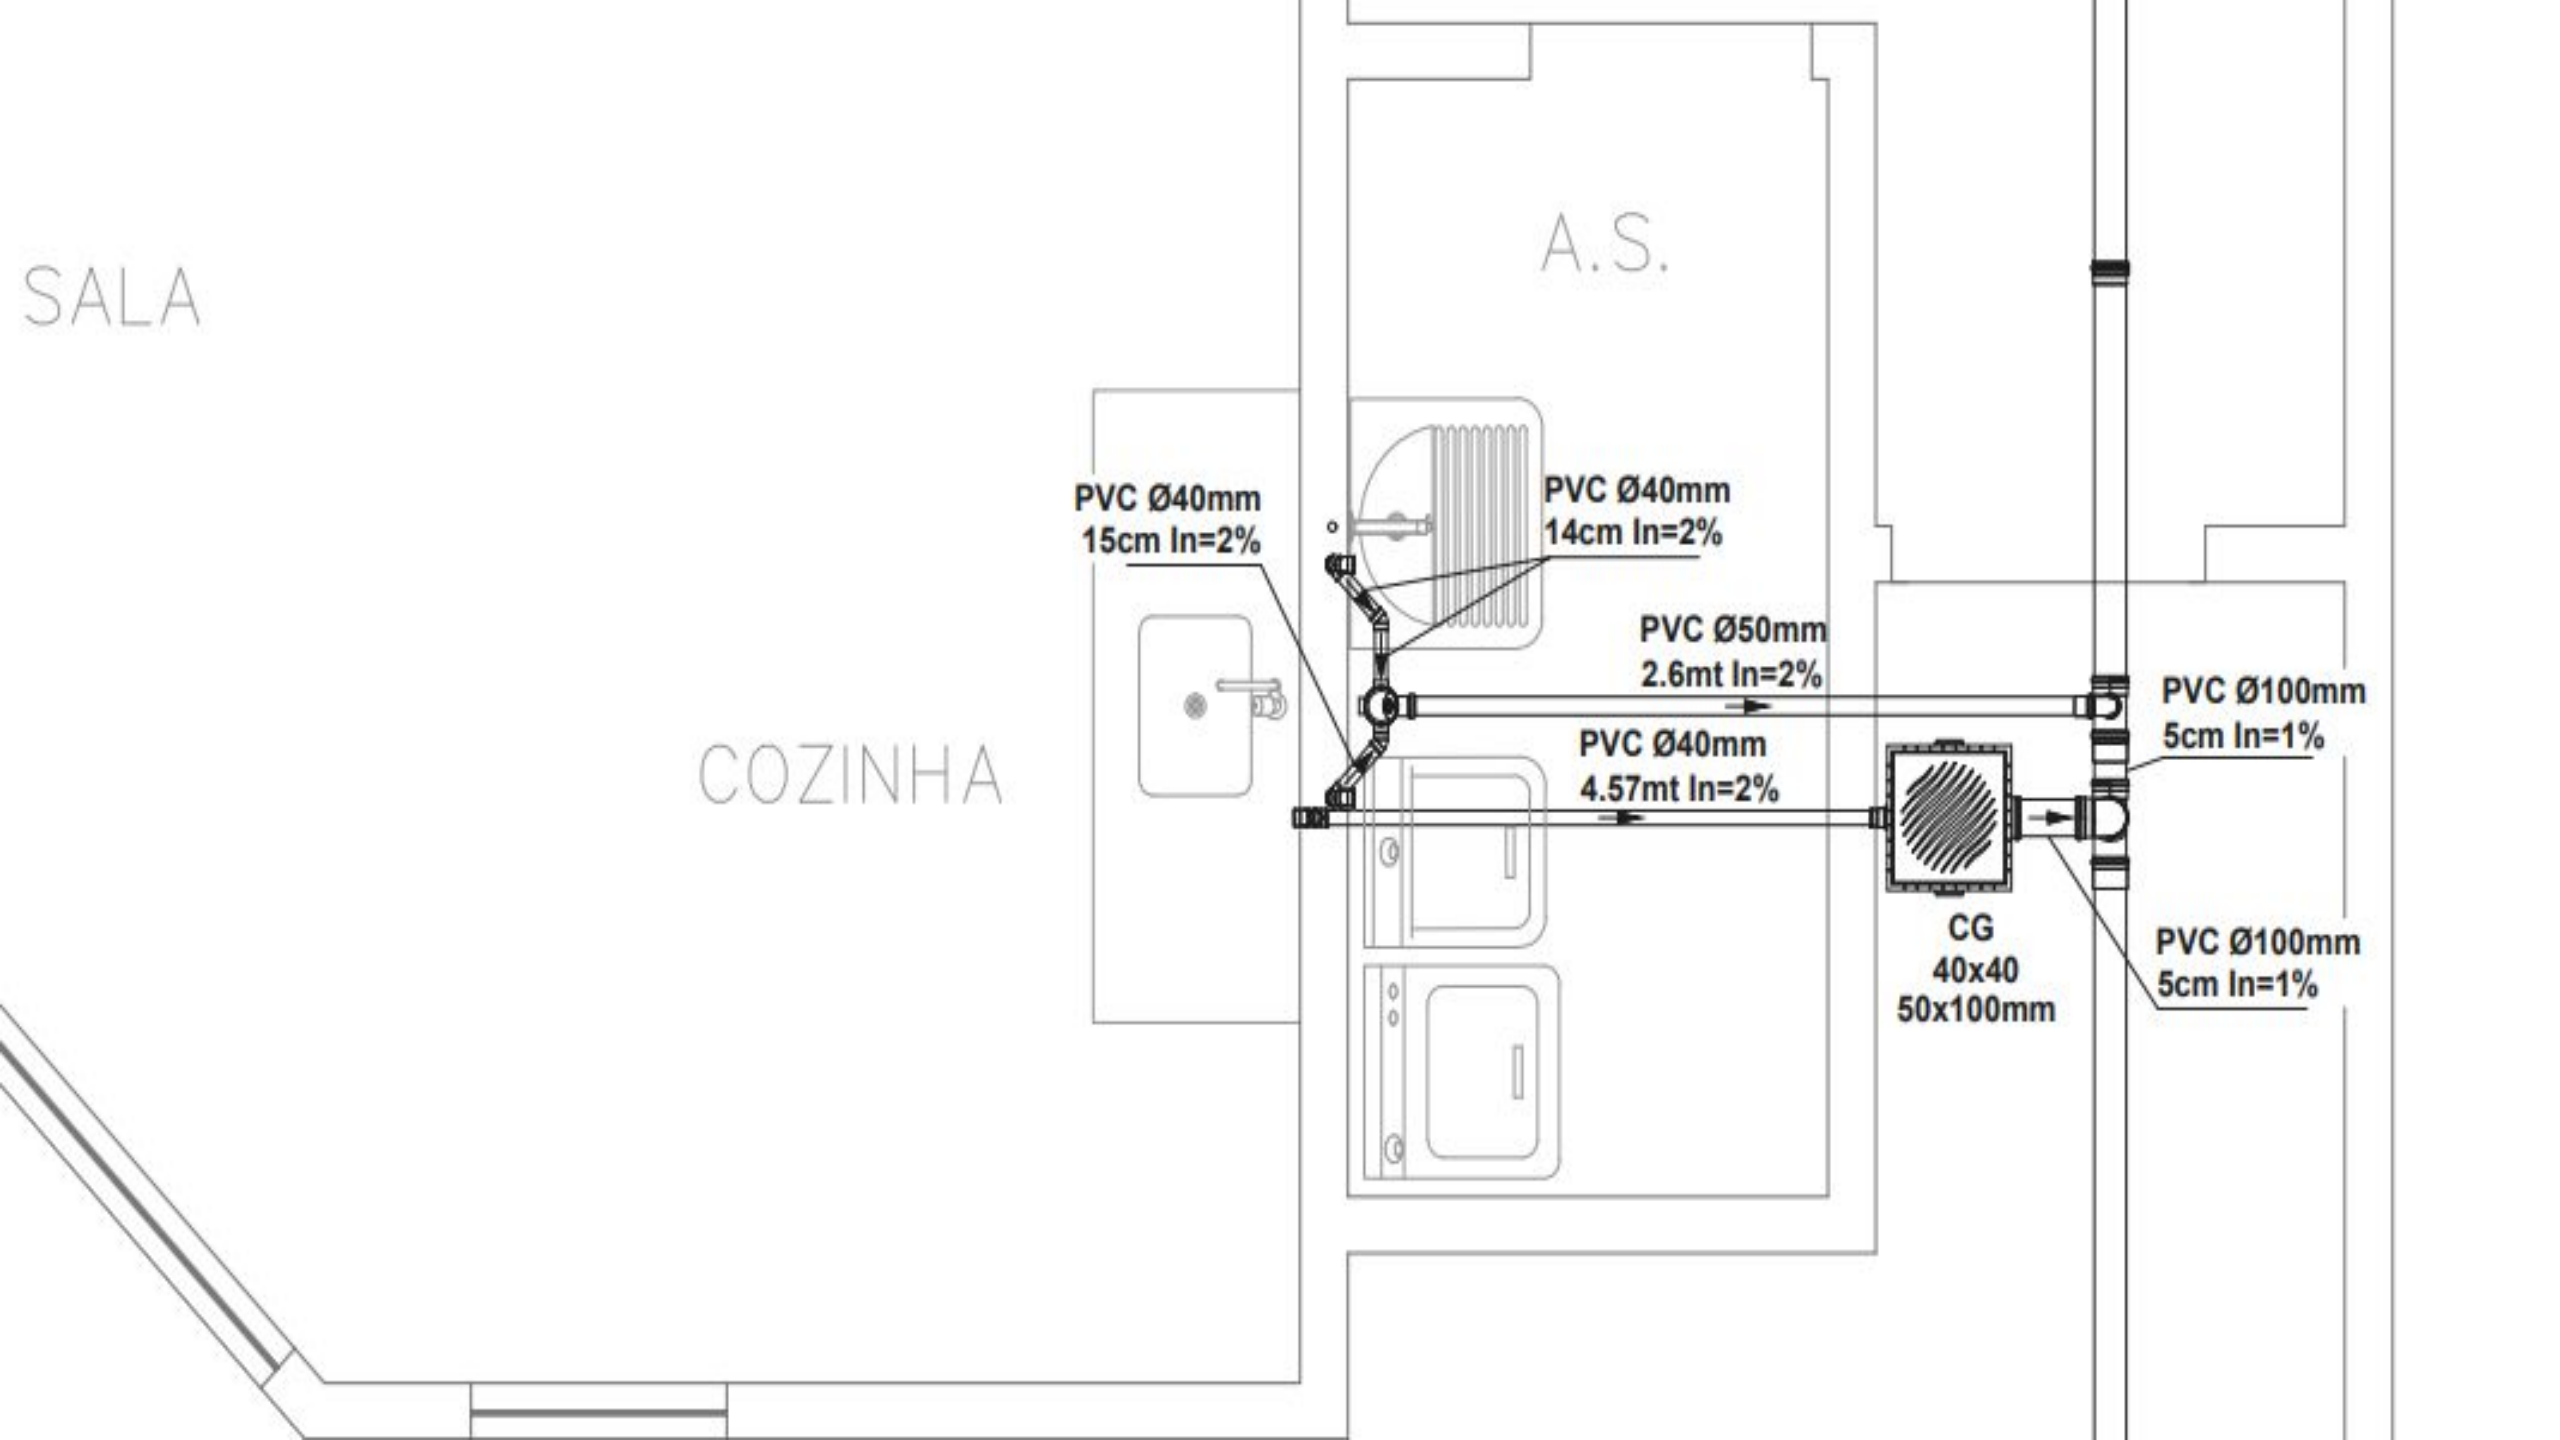 A.S.
SALA
PVC Ø40mm
15cm In=2%
PVC Ø40mm
14cm In=2%
PVC Ø50mm
2.6mt In=2%
PVC Ø100mm
5cm In=1%
COZINHA
PVC Ø40mm
4.57mt In=2%
CG
40x40
50x100mm
PVC Ø100mm
5cm In=1%